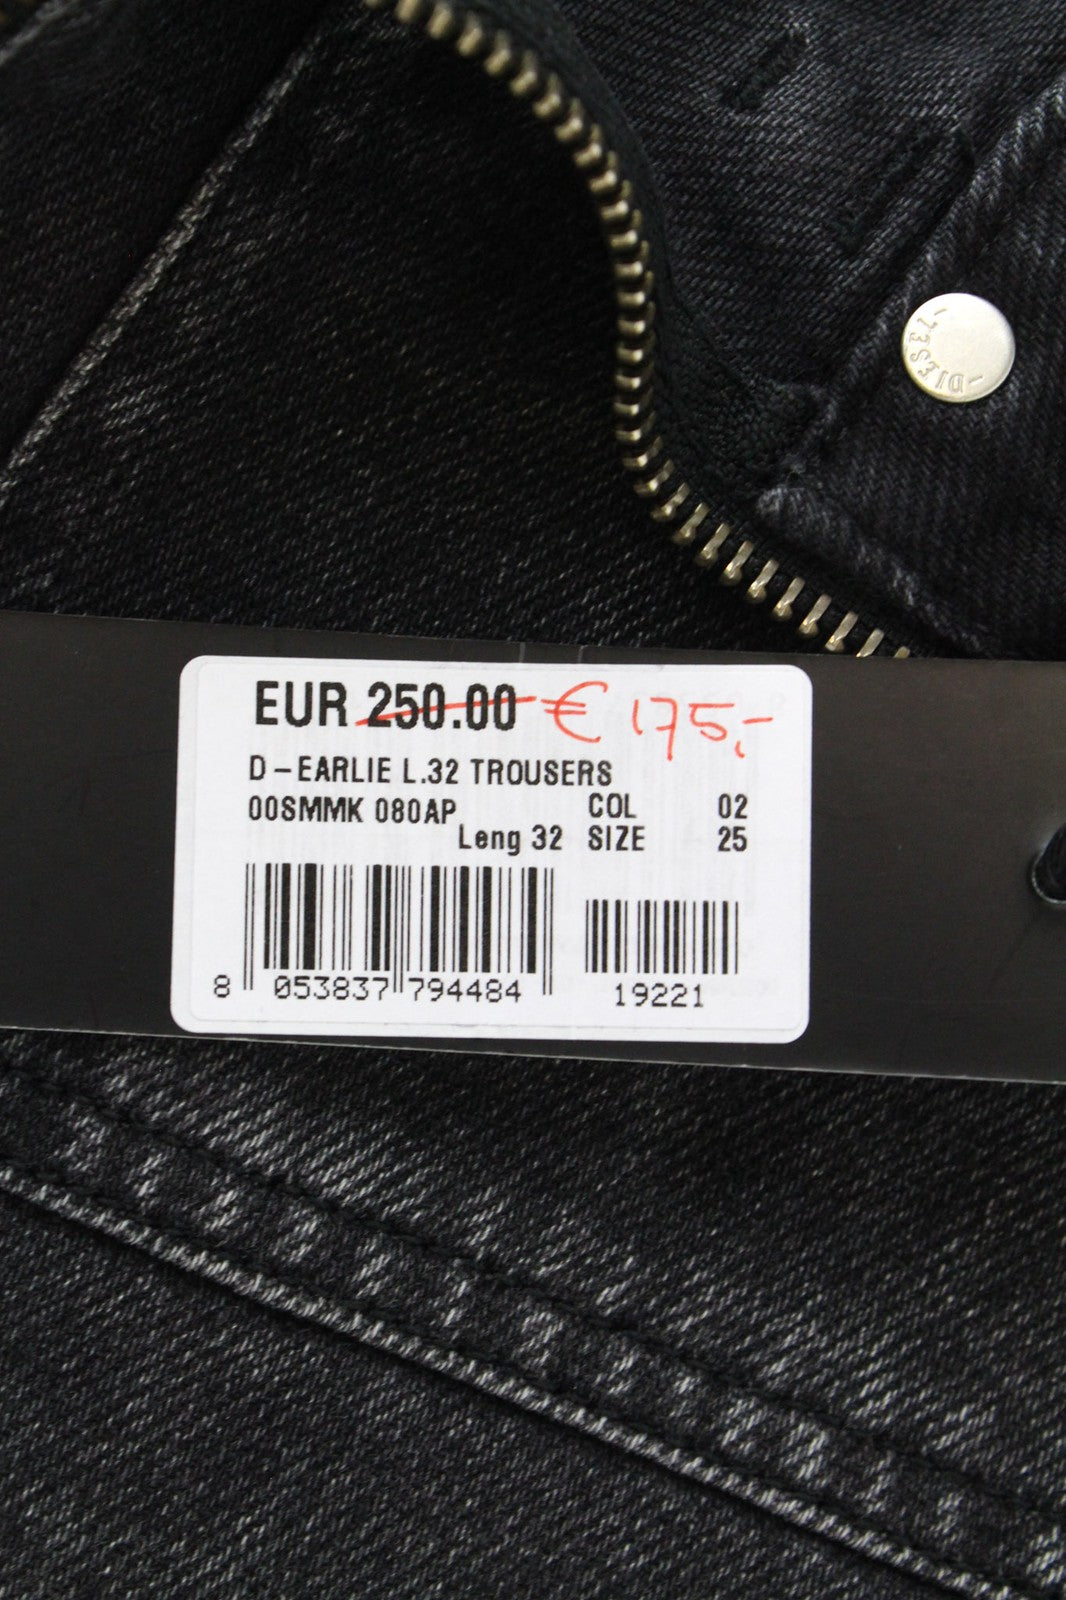 -DIESEL-
EUR 250.00 € 175,-
D-EARLIE L.32 TROUSERS
00SMMK 080AP COL 02
Leng 32 SIZE 25
8 053837 794484 19221